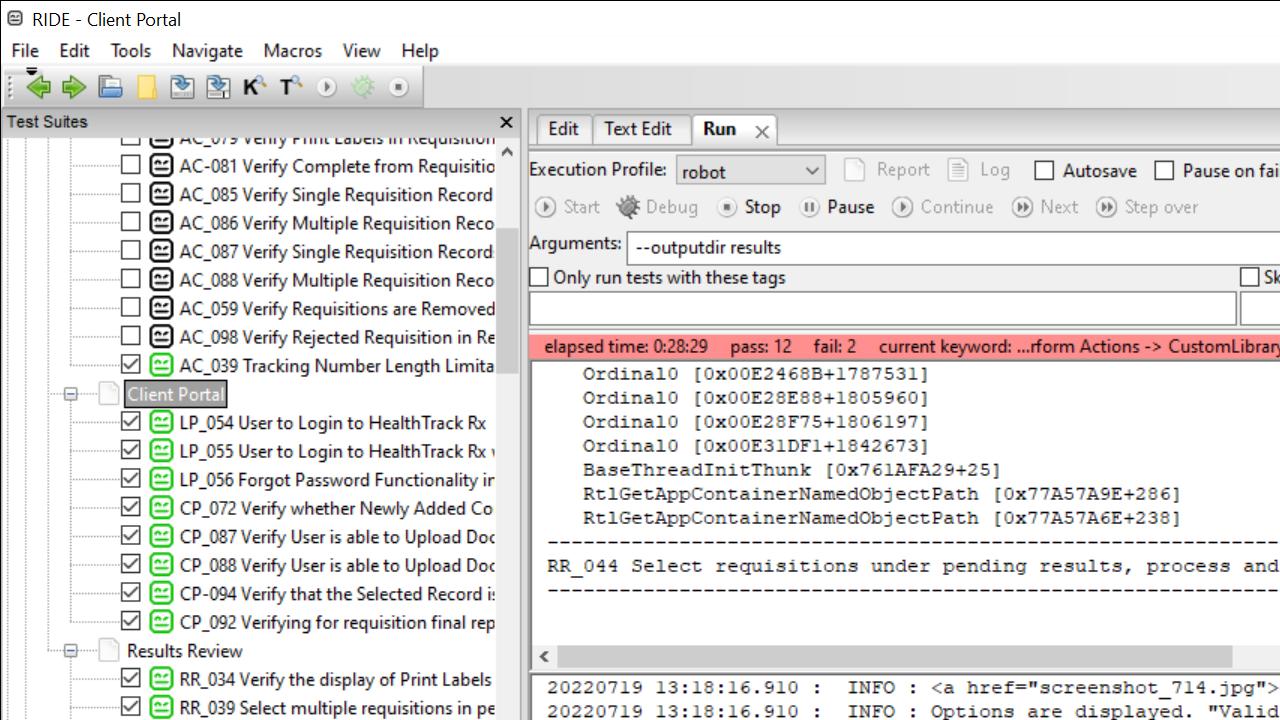 RIDE - Client Portal
File Edit Tools Navigate Macros View Help
K T
Test Suites
AC_079 Verify Print Labels in Requisition
AC-081 Verify Complete from Requisitio
AC_085 Verify Single Requisition Record
AC_086 Verify Multiple Requisition Reco
AC_087 Verify Single Requisition Record
AC_088 Verify Multiple Requisition Reco
AC_059 Verify Requisitions are Removed
AC_098 Verify Rejected Requisition in Re
AC_039 Tracking Number Length Limita
Client Portal
LP_054 User to Login to HealthTrack Rx
LP_055 User to Login to HealthTrack Rx
LP_056 Forgot Password Functionality in
CP_072 Verify whether Newly Added Co
CP_087 Verify User is able to Upload Doc
CP_088 Verify User is able to Upload Doc
CP-094 Verify that the Selected Record is
CP_092 Verifying for requisition final rep
Results Review
RR_034 Verify the display of Print Labels
RR_039 Select multiple requisitions in pe
Edit Text Edit Run
Execution Profile: robot Report Log Autosave Pause on fai
Start Debug Stop Pause Continue Next Step over
Arguments: --outputdir results
Only run tests with these tags Sk
elapsed time: 0:28:29 pass: 12 fail: 2 current keyword: ...rform Actions -> CustomLibrary
Ordinal0 [0x00E2468B+1787531]
Ordinal0 [0x00E28E88+1805960]
Ordinal0 [0x00E28F75+1806197]
Ordinal0 [0x00E31DF1+1842673]
BaseThreadInitThunk [0x761AFA29+25]
RtlGetAppContainerNamedObjectPath [0x77A57A9E+286]
RtlGetAppContainerNamedObjectPath [0x77A57A6E+238]
RR_044 Select requisitions under pending results, process and
20220719 13:18:16.910 : INFO : <a href="screenshot_714.jpg">
20220719 13:18:16.910 : INFO : Options are displayed. "Valid